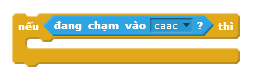 nếu đang chạm vào caac ? thì